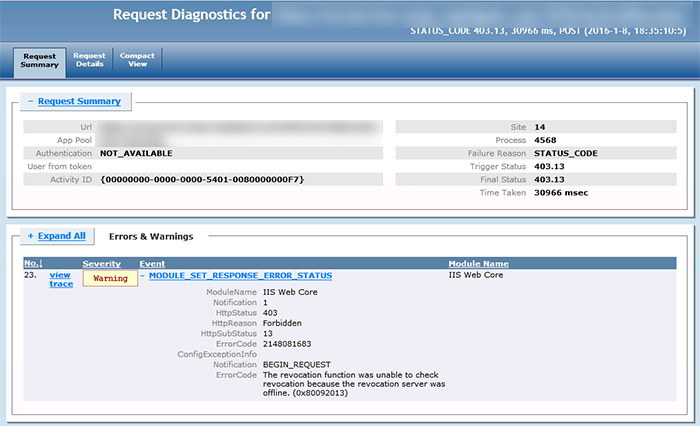 Request Diagnostics for
STATUS_CODE 403.13, 30966 ms, POST (2016-1-8, 18:35:10:5)
Request Summary
Request Details
Compact View
− Request Summary
Url
Site 14
App Pool
Process 4568
Authentication NOT_AVAILABLE
Failure Reason STATUS_CODE
User from token
Trigger Status 403.13
Activity ID {00000000-0000-0000-5401-0080000000F7}
Final Status 403.13
Time Taken 30966 msec
+ Expand All Errors & Warnings
No.↓ Severity Event Module Name
23. view trace Warning − MODULE_SET_RESPONSE_ERROR_STATUS IIS Web Core
ModuleName IIS Web Core
Notification 1
HttpStatus 403
HttpReason Forbidden
HttpSubStatus 13
ErrorCode 2148081683
ConfigExceptionInfo
Notification BEGIN_REQUEST
ErrorCode The revocation function was unable to check
revocation because the revocation server was
offline. (0x80092013)